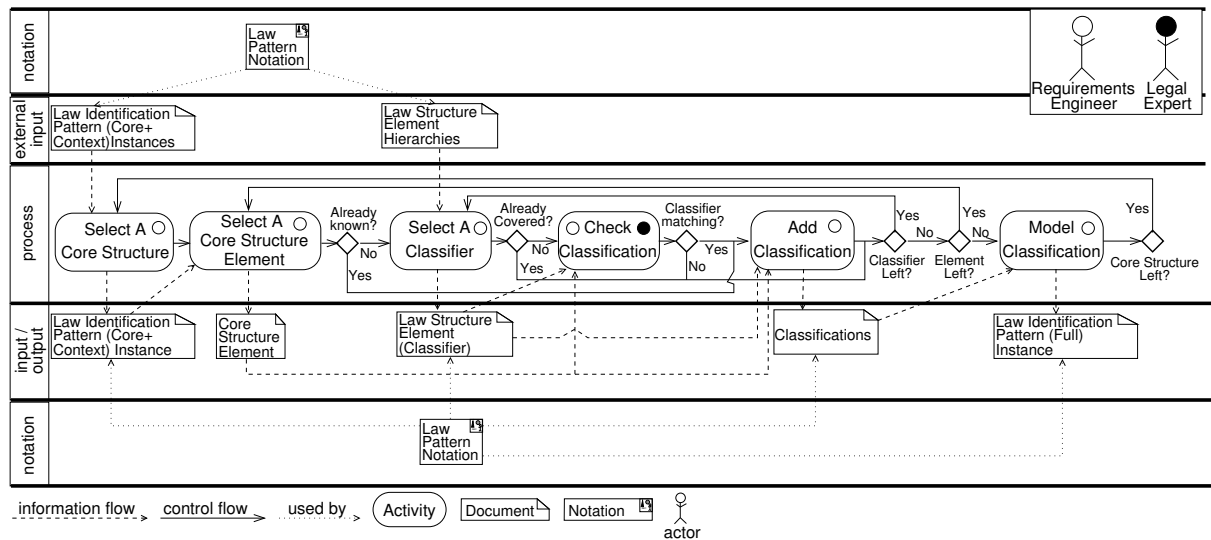 notation
Law
Pattern
Notation
Requirements
Engineer
Legal
Expert
external
input
Law Identification
Pattern (Core+
Context)Instances
Law Structure
Element
Hierarchies
process
Select A
Core Structure
Select A
Core Structure
Element
Already
known?
No
Yes
Select A
Classifier
Already
Covered?
No
Yes
Check
Classification
Classifier
matching?
Yes
No
Add
Classification
Yes
No
Classifier
Left?
Yes
No
Element
Left?
Model
Classification
Yes
Core Structure
Left?
input /
output
Law Identification
Pattern (Core+
Context) Instance
Core
Structure
Element
Law Structure
Element
(Classifier)
Classifications
Law Identification
Pattern (Full)
Instance
notation
Law
Pattern
Notation
information flow
control flow
used by
Activity
Document
Notation
actor